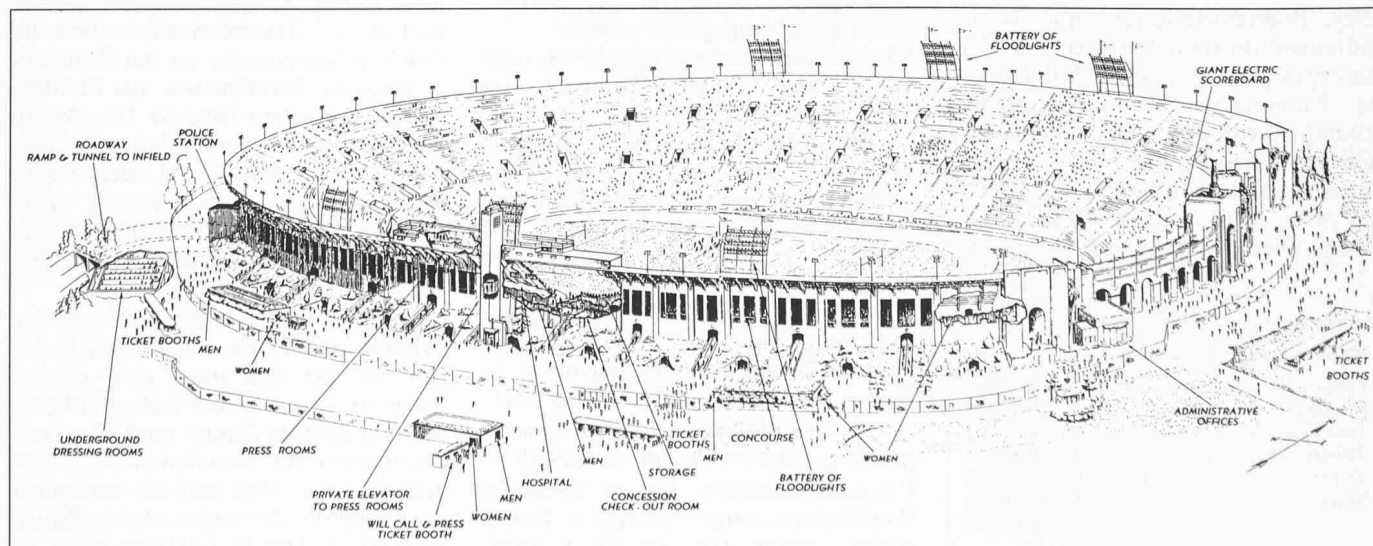 BATTERY OF
FLOODLIGHTS
GIANT ELECTRIC
SCOREBOARD
POLICE
STATION
ROADWAY
RAMP & TUNNEL TO INFIELD
TICKET BOOTHS
MEN
WOMEN
UNDERGROUND
DRESSING ROOMS
PRESS ROOMS
PRIVATE ELEVATOR
TO PRESS ROOMS
WILL CALL & PRESS
TICKET BOOTH
WOMEN
MEN
HOSPITAL
MEN
CONCESSION
CHECK-OUT ROOM
STORAGE
TICKET
BOOTHS
MEN
CONCOURSE
BATTERY OF
FLOODLIGHTS
WOMEN
ADMINISTRATIVE
OFFICES
TICKET
BOOTHS